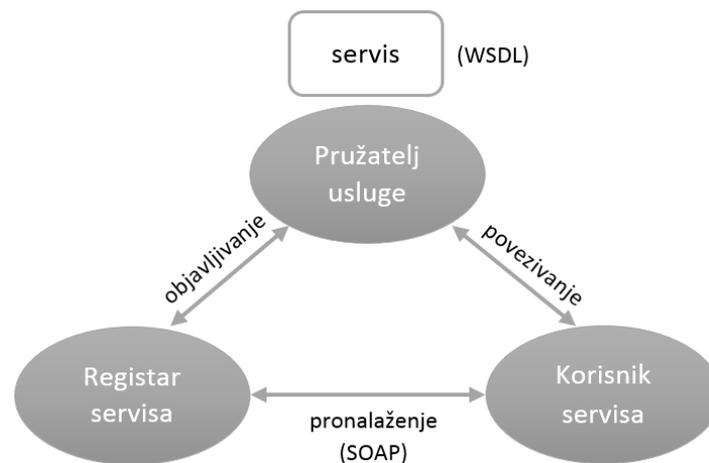 servis
(WSDL)
Pružatelj
usluge
objavljivanje
povezivanje
Registar
servisa
Korisnik
servisa
pronalaženje
(SOAP)